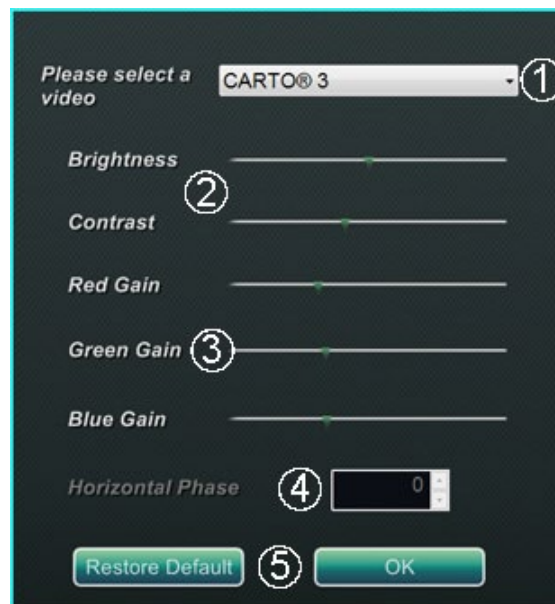 Please select a
video
CARTO® 3
①
Brightness
②
Contrast
Red Gain
Green Gain ③
Blue Gain
Horizontal Phase ④ 0
Restore Default ⑤ OK